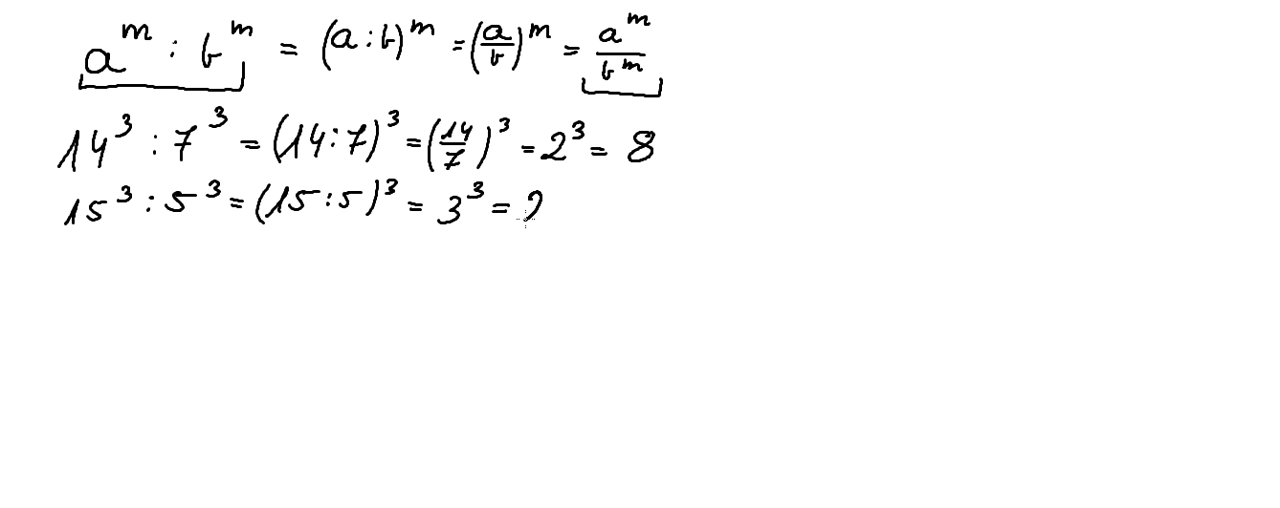 a^m : b^m = (a : b)^m = (a/b)^m = a^m/b^m
14^3 : 7^3 = (14 : 7)^3 = (14/7)^3 = 2^3 = 8
15^3 : 5^3 = (15 : 5)^3 = 3^3 = 2